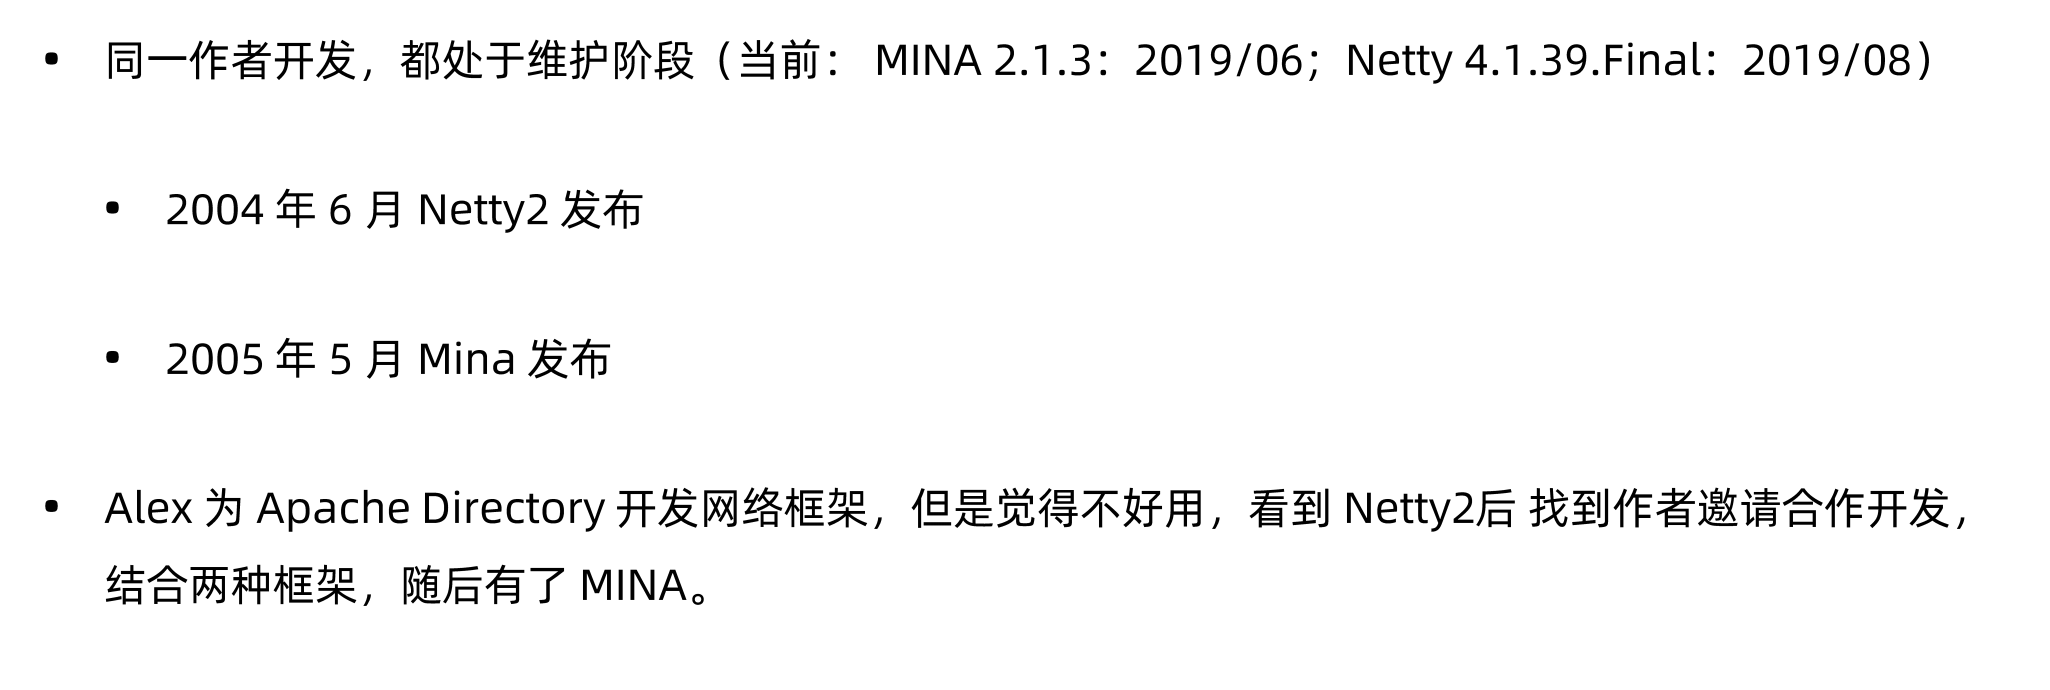 • 同一作者开发，都处于维护阶段（当前： MINA 2.1.3：2019/06；Netty 4.1.39.Final：2019/08）
• 2004 年 6 月 Netty2 发布
• 2005 年 5 月 Mina 发布
• Alex 为 Apache Directory 开发网络框架，但是觉得不好用，看到 Netty2后 找到作者邀请合作开发，
结合两种框架，随后有了 MINA。